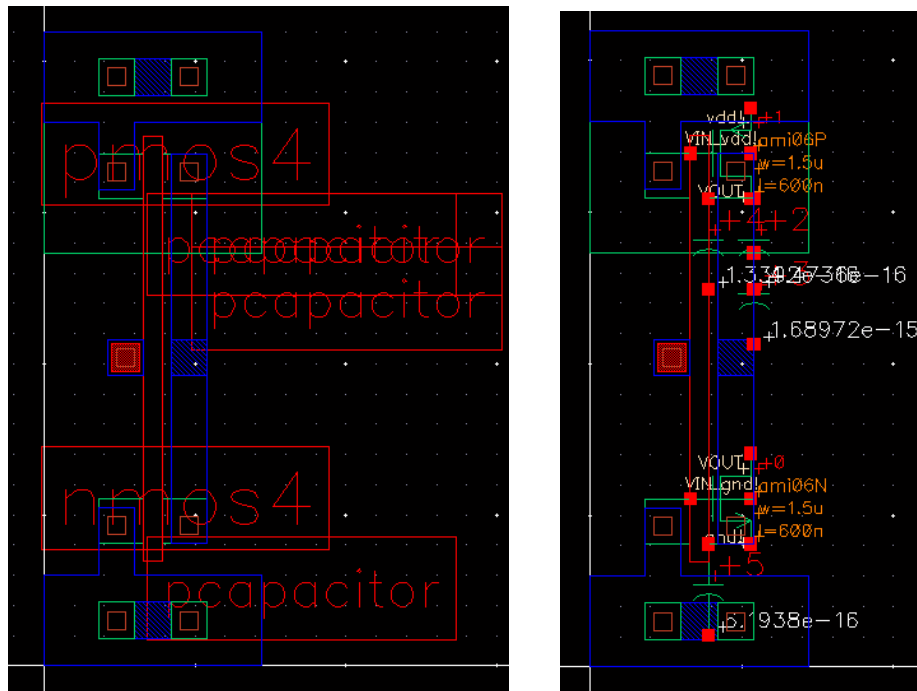 pmos4
pcapacitor
pcapacitor
nmos4
pcapacitor
vdd!
+1
VIN
vdd!
ami06P
w=1.5u
l=600n
VOUT
+4
+2
1.68972e-15
VOUT
+0
VIN
gnd!
ami06N
w=1.5u
l=600n
gnd!
+5